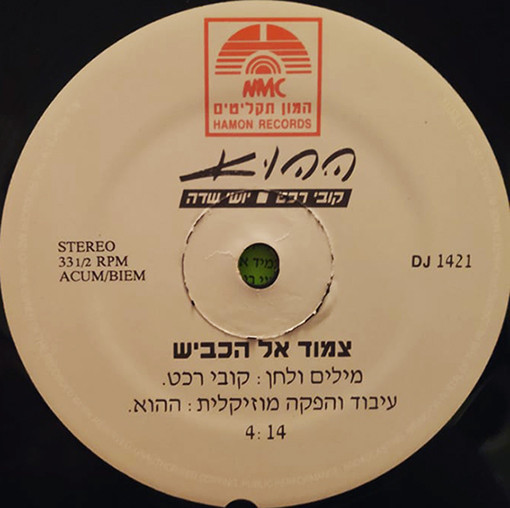 NMC
המון תקליטים
HAMON RECORDS
ההוא
קובי רכט ■ יושי שדה
STEREO
33 1/2 RPM
ACUM/BIEM
DJ 1421
צמוד אל הכביש
מילים ולחן : קובי רכט.
עיבוד והפקה מוזיקלית : ההוא.
4:14